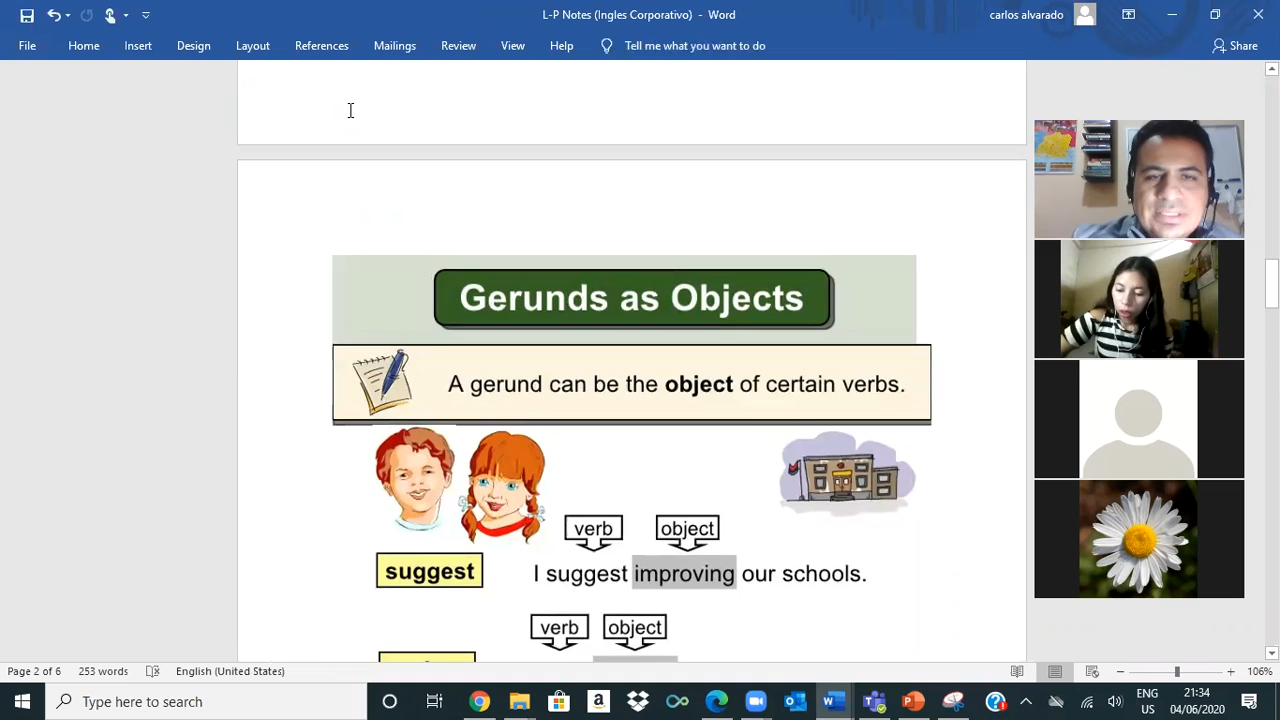 L-P Notes (Ingles Corporativo) - Word
carlos alvarado
File Home Insert Design Layout References Mailings Review View Help Tell me what you want to do Share
Gerunds as Objects
A gerund can be the object of certain verbs.
verb object
suggest I suggest improving our schools.
verb object
Page 2 of 6 253 words English (United States) 106%
Type here to search
ENG
US
21:34
04/06/2020